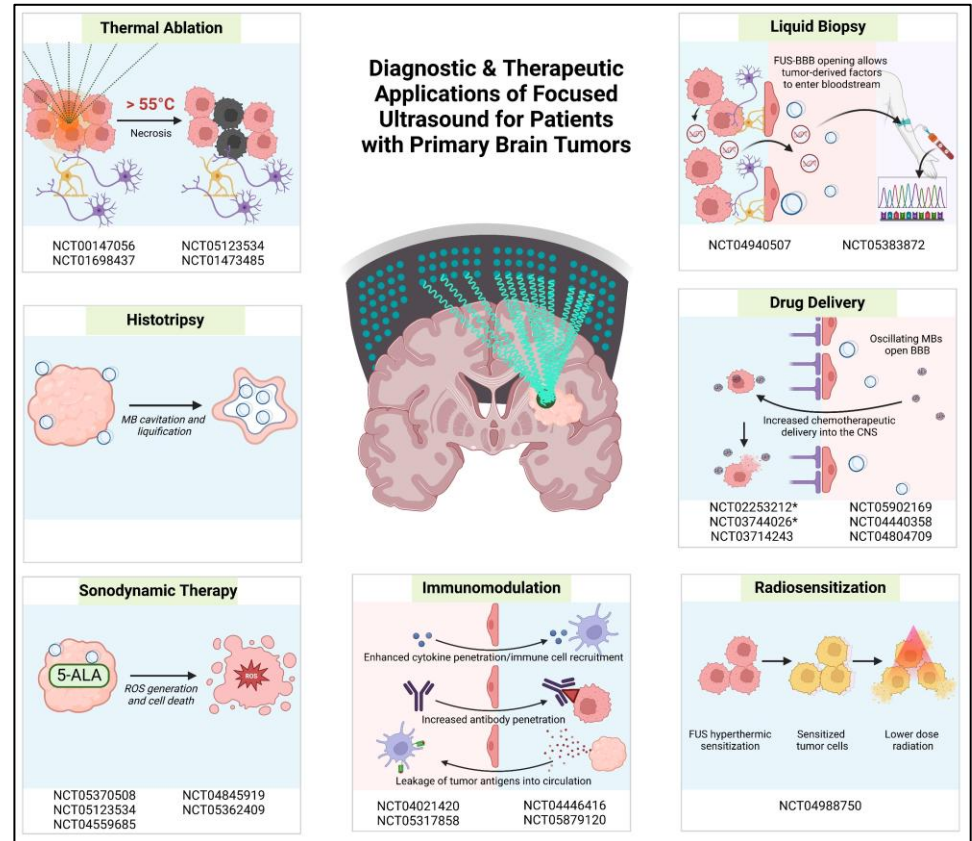 Diagnostic & Therapeutic
Applications of Focused
Ultrasound for Patients
with Primary Brain Tumors
Thermal Ablation
> 55°C
Necrosis
NCT00147056
NCT05123534
NCT01698437
NCT01473485
Liquid Biopsy
FUS-BBB opening allows
tumor-derived factors
to enter bloodstream
NCT04940507
NCT05383872
Histotripsy
MB cavitation and
liquification
Drug Delivery
Oscillating MBs
open BBB
Increased chemotherapeutic
delivery into the CNS
NCT02253212*
NCT05902169
NCT03744026*
NCT04440358
NCT03714243
NCT04804709
Sonodynamic Therapy
5-ALA
ROS
ROS generation
and cell death
NCT05370508
NCT04845919
NCT05123534
NCT05362409
NCT04559685
Immunomodulation
Enhanced cytokine penetration/immune cell recruitment
Increased antibody penetration
Leakage of tumor antigens into circulation
NCT04021420
NCT04446416
NCT05317858
NCT05879120
Radiosensitization
FUS hyperthermic
sensitization
Sensitized
tumor cells
Lower dose
radiation
NCT04988750